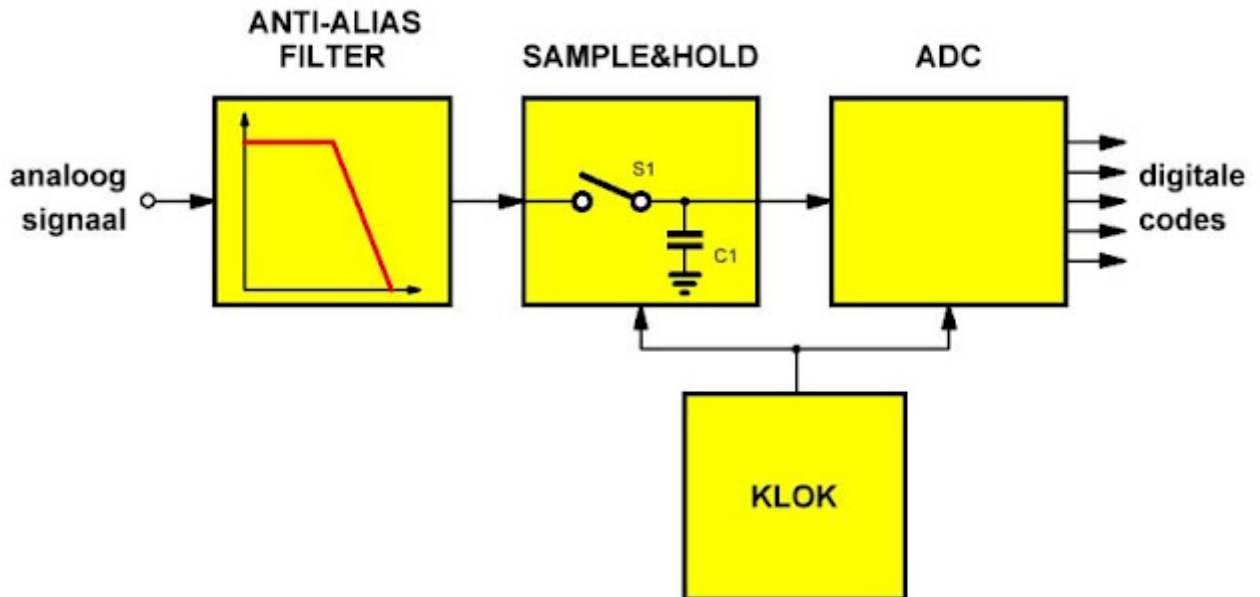 ANTI-ALIAS
FILTER
SAMPLE&HOLD
ADC
analoog
signaal
S1
C1
digitale
codes
KLOK